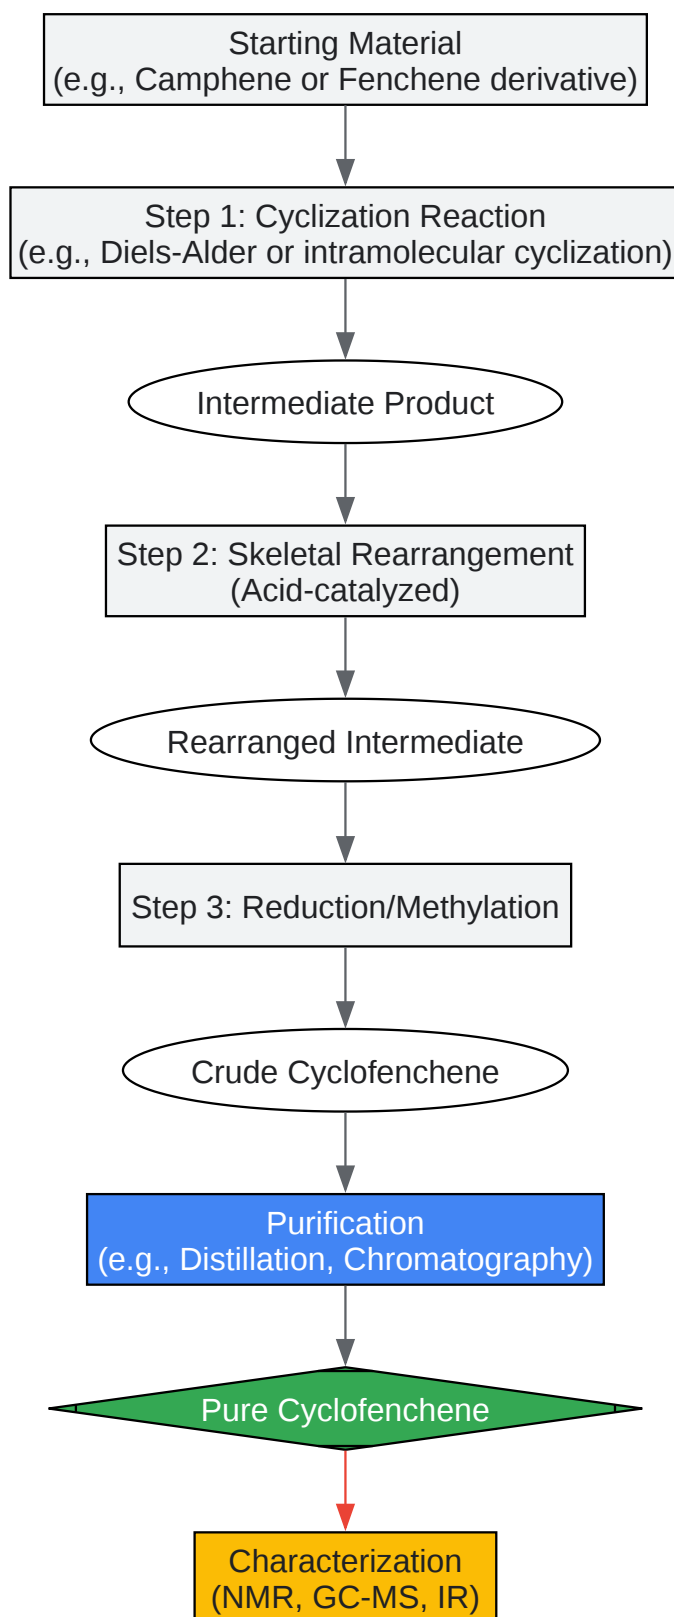 Starting Material
(e.g., Camphene or Fenchene derivative)
Step 1: Cyclization Reaction
(e.g., Diels-Alder or intramolecular cyclization)
Intermediate Product
Step 2: Skeletal Rearrangement
(Acid-catalyzed)
Rearranged Intermediate
Step 3: Reduction/Methylation
Crude Cyclofenchene
Purification
(e.g., Distillation, Chromatography)
Pure Cyclofenchene
Characterization
(NMR, GC-MS, IR)